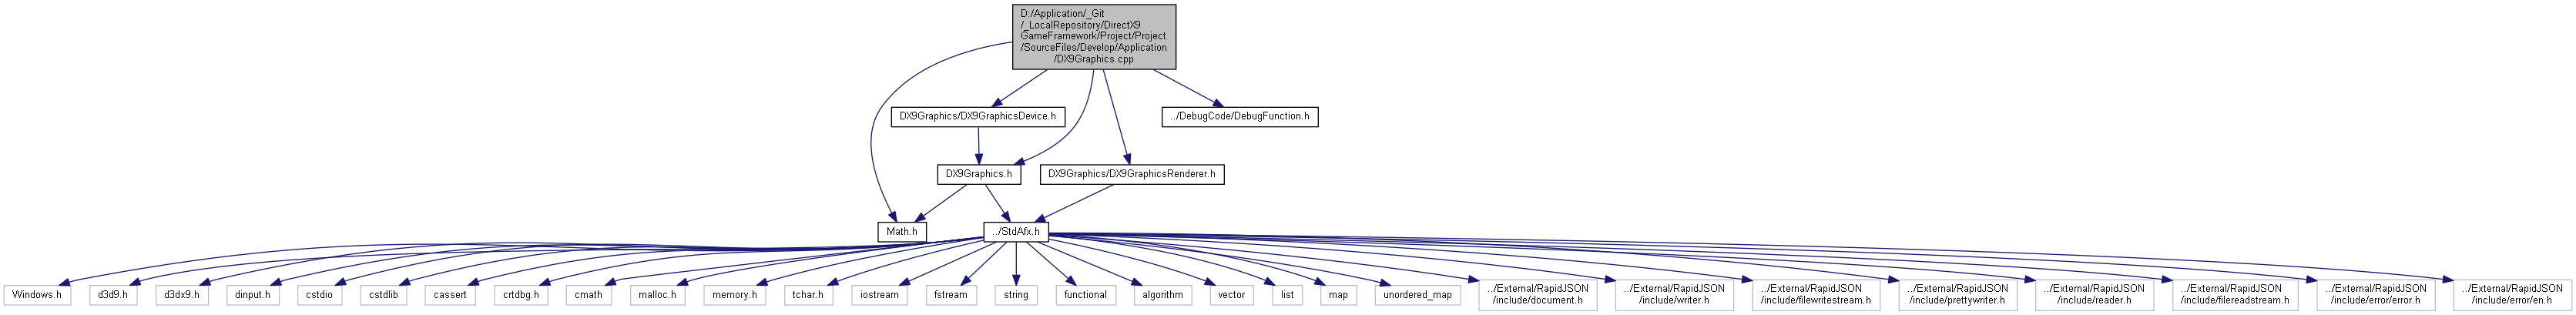 D:/Application/_Git
/_LocalRepository/DirectX9
GameFramework/Project/Project
/SourceFiles/Develop/Application
/DX9Graphics.cpp
DX9Graphics/DX9GraphicsDevice.h
../DebugCode/DebugFunction.h
DX9Graphics.h
DX9Graphics/DX9GraphicsRenderer.h
Math.h
../StdAfx.h
Windows.h
d3d9.h
d3dx9.h
dinput.h
cstdio
cstdlib
cassert
crtdbg.h
cmath
malloc.h
memory.h
tchar.h
iostream
fstream
string
functional
algorithm
vector
list
map
unordered_map
../External/RapidJSON
/include/document.h
../External/RapidJSON
/include/writer.h
../External/RapidJSON
/include/filewritestream.h
../External/RapidJSON
/include/prettywriter.h
../External/RapidJSON
/include/reader.h
../External/RapidJSON
/include/filereadstream.h
../External/RapidJSON
/include/error/error.h
../External/RapidJSON
/include/error/en.h